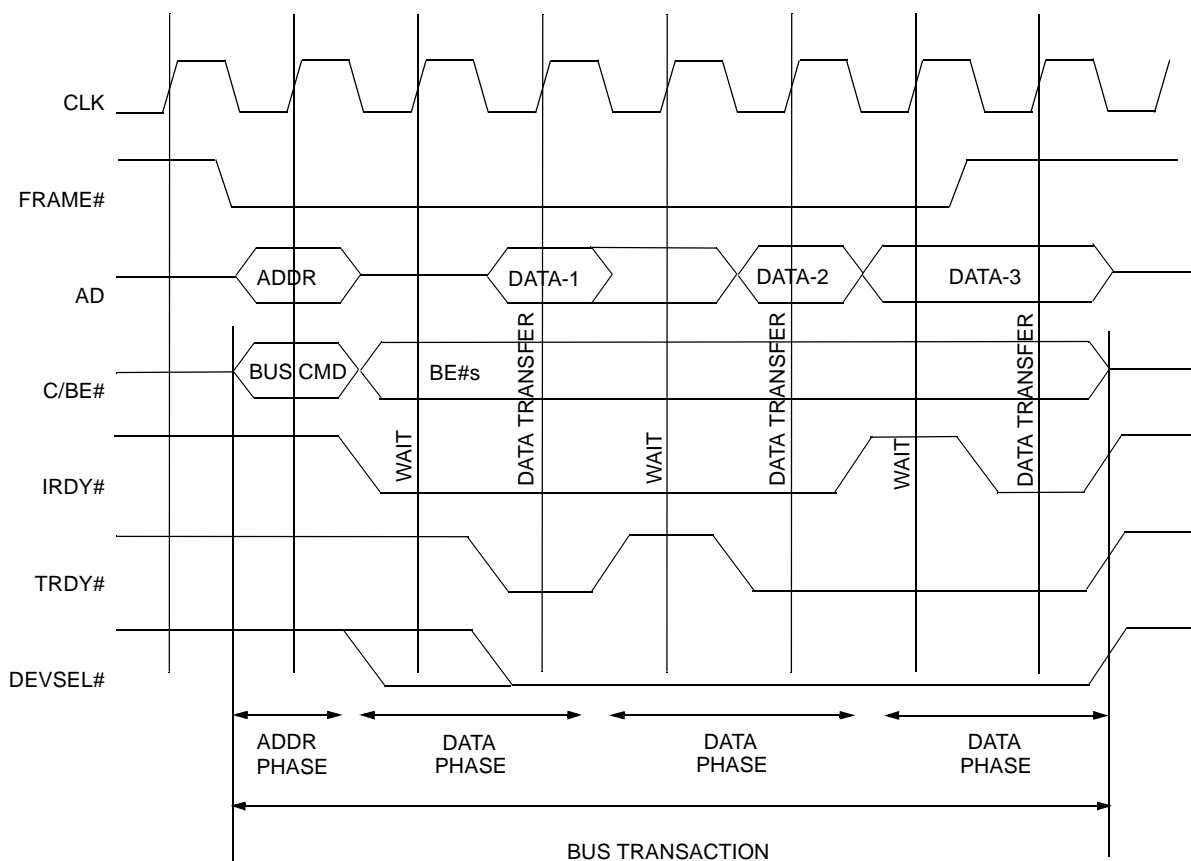 CLK
FRAME#
AD
ADDR
DATA-1
DATA-2
DATA-3
C/BE#
BUS CMD
BE#s
IRDY#
WAIT
DATA TRANSFER
WAIT
DATA TRANSFER
WAIT
DATA TRANSFER
TRDY#
DEVSEL#
ADDR
PHASE
DATA
PHASE
DATA
PHASE
DATA
PHASE
BUS TRANSACTION